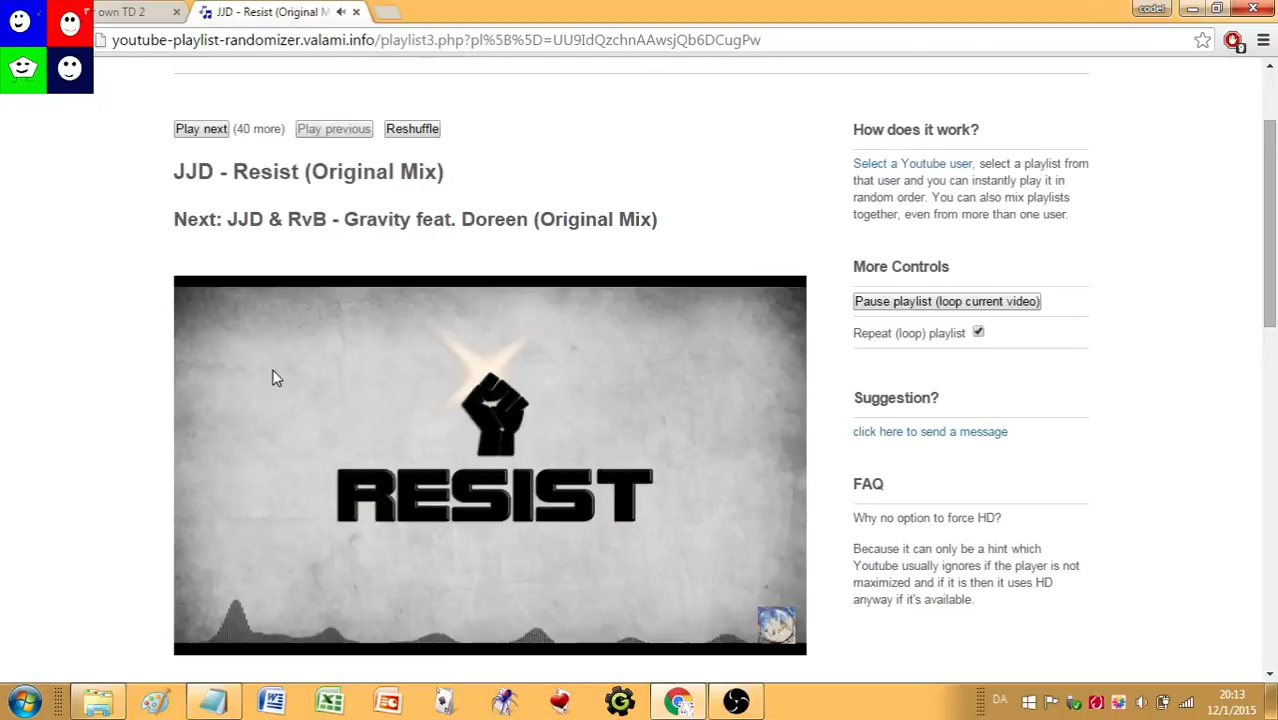 own TD 2
JJD - Resist (Original M
codel
youtube-playlist-randomizer.valami.info/playlist3.php?pl%5B%5D=UU9IdQzchnAAwsjQb6DCugPw
9
Play next (40 more) Play previous Reshuffle
JJD - Resist (Original Mix)
Next: JJD & RvB - Gravity feat. Doreen (Original Mix)
RESIST
How does it work?
Select a Youtube user, select a playlist from
that user and you can instantly play it in
random order. You can also mix playlists
together, even from more than one user.
More Controls
Pause playlist (loop current video)
Repeat (loop) playlist
Suggestion?
click here to send a message
FAQ
Why no option to force HD?
Because it can only be a hint which
Youtube usually ignores if the player is not
maximized and if it is then it uses HD
anyway if it's available.
DA
20:13
12/1/2015